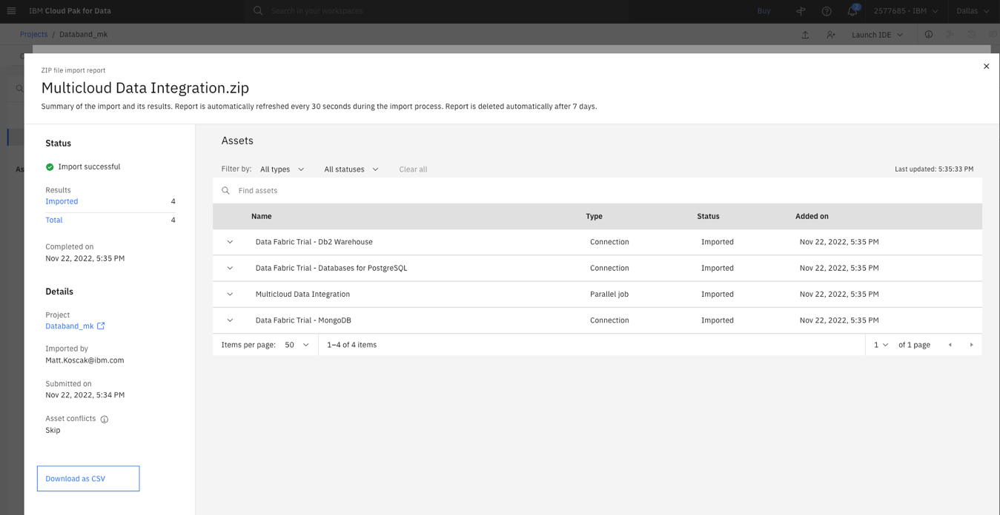 IBM Cloud Pak for Data
Search in your workspaces
Buy
2
2577685 - IBM
Dallas
Projects / Databand_mk
Launch IDE
ZIP file import report
Multicloud Data Integration.zip
Summary of the import and its results. Report is automatically refreshed every 30 seconds during the import process. Report is deleted automatically after 7 days.
Status
Import successful
Results
Imported 4
Total 4
Completed on
Nov 22, 2022, 5:35 PM
Details
Project
Databand_mk
Imported by
Matt.Koscak@ibm.com
Submitted on
Nov 22, 2022, 5:34 PM
Asset conflicts
Skip
Download as CSV
Assets
Filter by: All types All statuses Clear all
Last updated: 5:35:33 PM
Find assets
Name Type Status Added on
Data Fabric Trial - Db2 Warehouse Connection Imported Nov 22, 2022, 5:35 PM
Data Fabric Trial - Databases for PostgreSQL Connection Imported Nov 22, 2022, 5:35 PM
Multicloud Data Integration Parallel job Imported Nov 22, 2022, 5:35 PM
Data Fabric Trial - MongoDB Connection Imported Nov 22, 2022, 5:35 PM
Items per page: 50 1–4 of 4 items 1 of 1 page